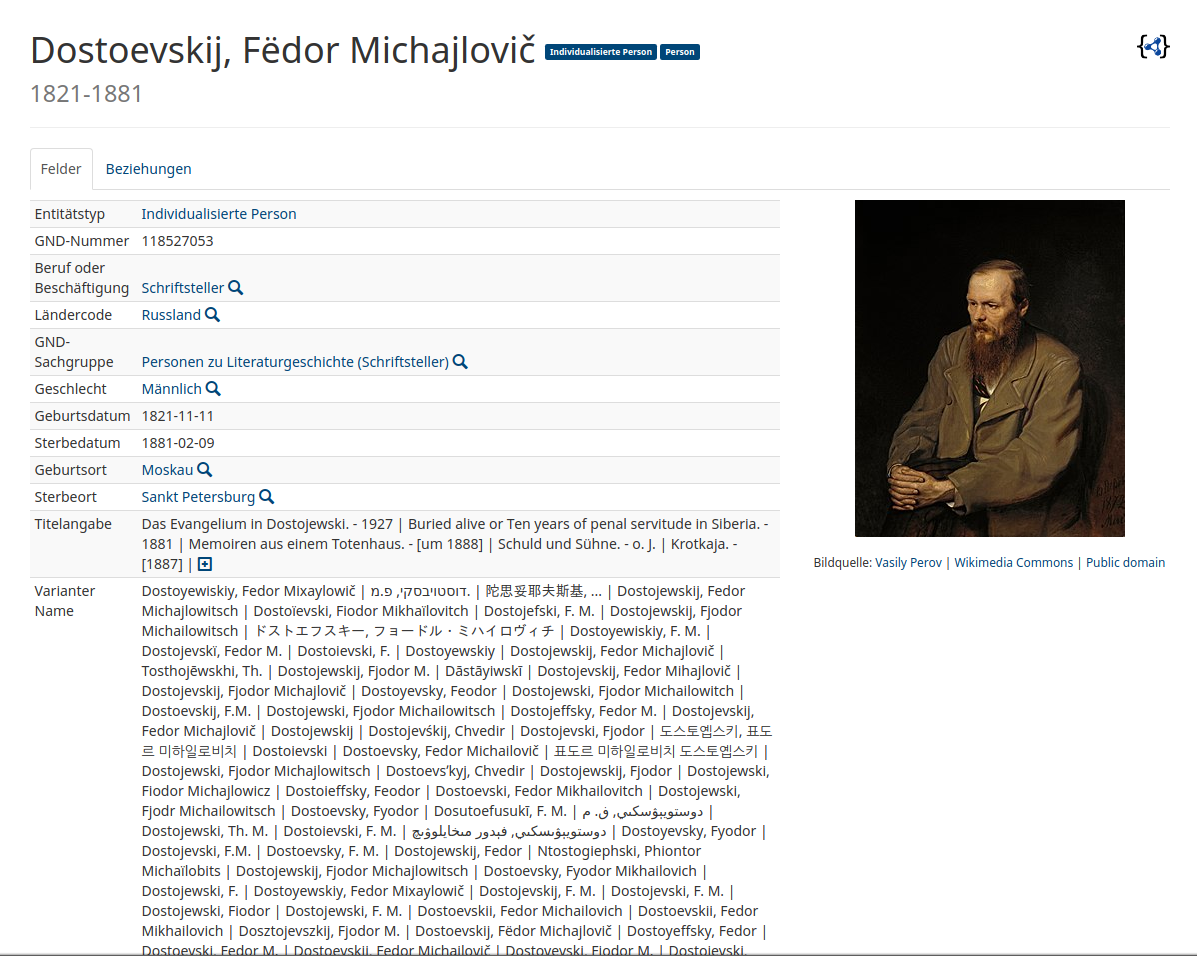 Dostoevskij, Fëdor Michajlovič Individualisierte Person Person
1821-1881
Felder Beziehungen
Entitätstyp Individualisierte Person
GND-Nummer 118527053
Beruf oder
Beschäftigung Schriftsteller
Ländercode Russland
GND-
Sachgruppe Personen zu Literaturgeschichte (Schriftsteller)
Geschlecht Männlich
Geburtsdatum 1821-11-11
Sterbedatum 1881-02-09
Geburtsort Moskau
Sterbeort Sankt Petersburg
Titelangabe Das Evangelium in Dostojewski. - 1927 | Buried alive or Ten years of penal servitude in Siberia. -
1881 | Memoiren aus einem Totenhaus. - [um 1888] | Schuld und Sühne. - o. J. | Krotkaja. -
[1887] |
Varianter Dostoyewiskiy, Fedor Mixaylowič | דוסטויבסקי, פ.מ. | 陀思妥耶夫斯基, ... | Dostojewskij, Fedor
Name Michajlowitsch | Dostoïevski, Fiodor Mikhaïlovitch | Dostojefski, F. M. | Dostojewskij, Fjodor
Michailowitsch | ドストエフスキー, フョードル・ミハイロヴィチ | Dostoyewiskiy, F. M. |
Dostojevskï, Fedor M. | Dostoievski, F. | Dostoyewskiy | Dostojewskij, Fedor Michajlovič |
Tosthojēwskhi, Th. | Dostojewskij, Fjodor M. | Dāstāyiwskī | Dostojevskij, Fedor Mihajlovič |
Dostojevskij, Fjodor Michajlovič | Dostoyevsky, Feodor | Dostojewski, Fjodor Michailowitch |
Dostoevskij, F.M. | Dostojewski, Fjodor Michailowitsch | Dostojeffsky, Fedor M. | Dostojevskij,
Fedor Michajlovič | Dostojewskij | Dostojevśkij, Chvedir | Dostojevski, Fjodor | 도스토옙스키, 표도
르 미하일로비치 | Dostoievski | Dostoevsky, Fedor Michailovič | 표도르 미하일로비치 도스토옙스키 |
Dostojewski, Fjodor Michajlowitsch | Dostoevs’kyj, Chvedir | Dostojewskij, Fjodor | Dostojewski,
Fiodor Michajlowicz | Dostoieffsky, Feodor | Dostoevski, Fedor Mikhailovitch | Dostojewski,
Fjodr Michailowitsch | Dostoevsky, Fyodor | Dosutoefusukī, F. M. |
Dostojewski, Th. M. | Dostoievski, F. M. | | Dostoyevsky, Fyodor |
Dostojevski, F.M. | Dostoevsky, F. M. | Dostojewskij, Fedor | Ntostogiephski, Phiontor
Michaïlobits | Dostojewskij, Fjodor Michajlowitsch | Dostoevsky, Fyodor Mikhailovich |
Dostojewski, F. | Dostoyewskiy, Fedor Mixaylowič | Dostojevskij, F. M. | Dostojevski, F. M. |
Dostojewski, Fiodor | Dostojewski, F. M. | Dostoevskii, Fedor Michailovich | Dostoevskii, Fedor
Mikhailovich | Dosztojevszkij, Fjodor M. | Dostoevskij, Fëdor Michajlovič | Dostoyeffsky, Fedor |
Dostoevski, Fedor M. | Dostoevskij, Fedor Michailovič | Dostoyevski, Fjodor M. | Dostojevski,
Bildquelle: Vasily Perov | Wikimedia Commons | Public domain